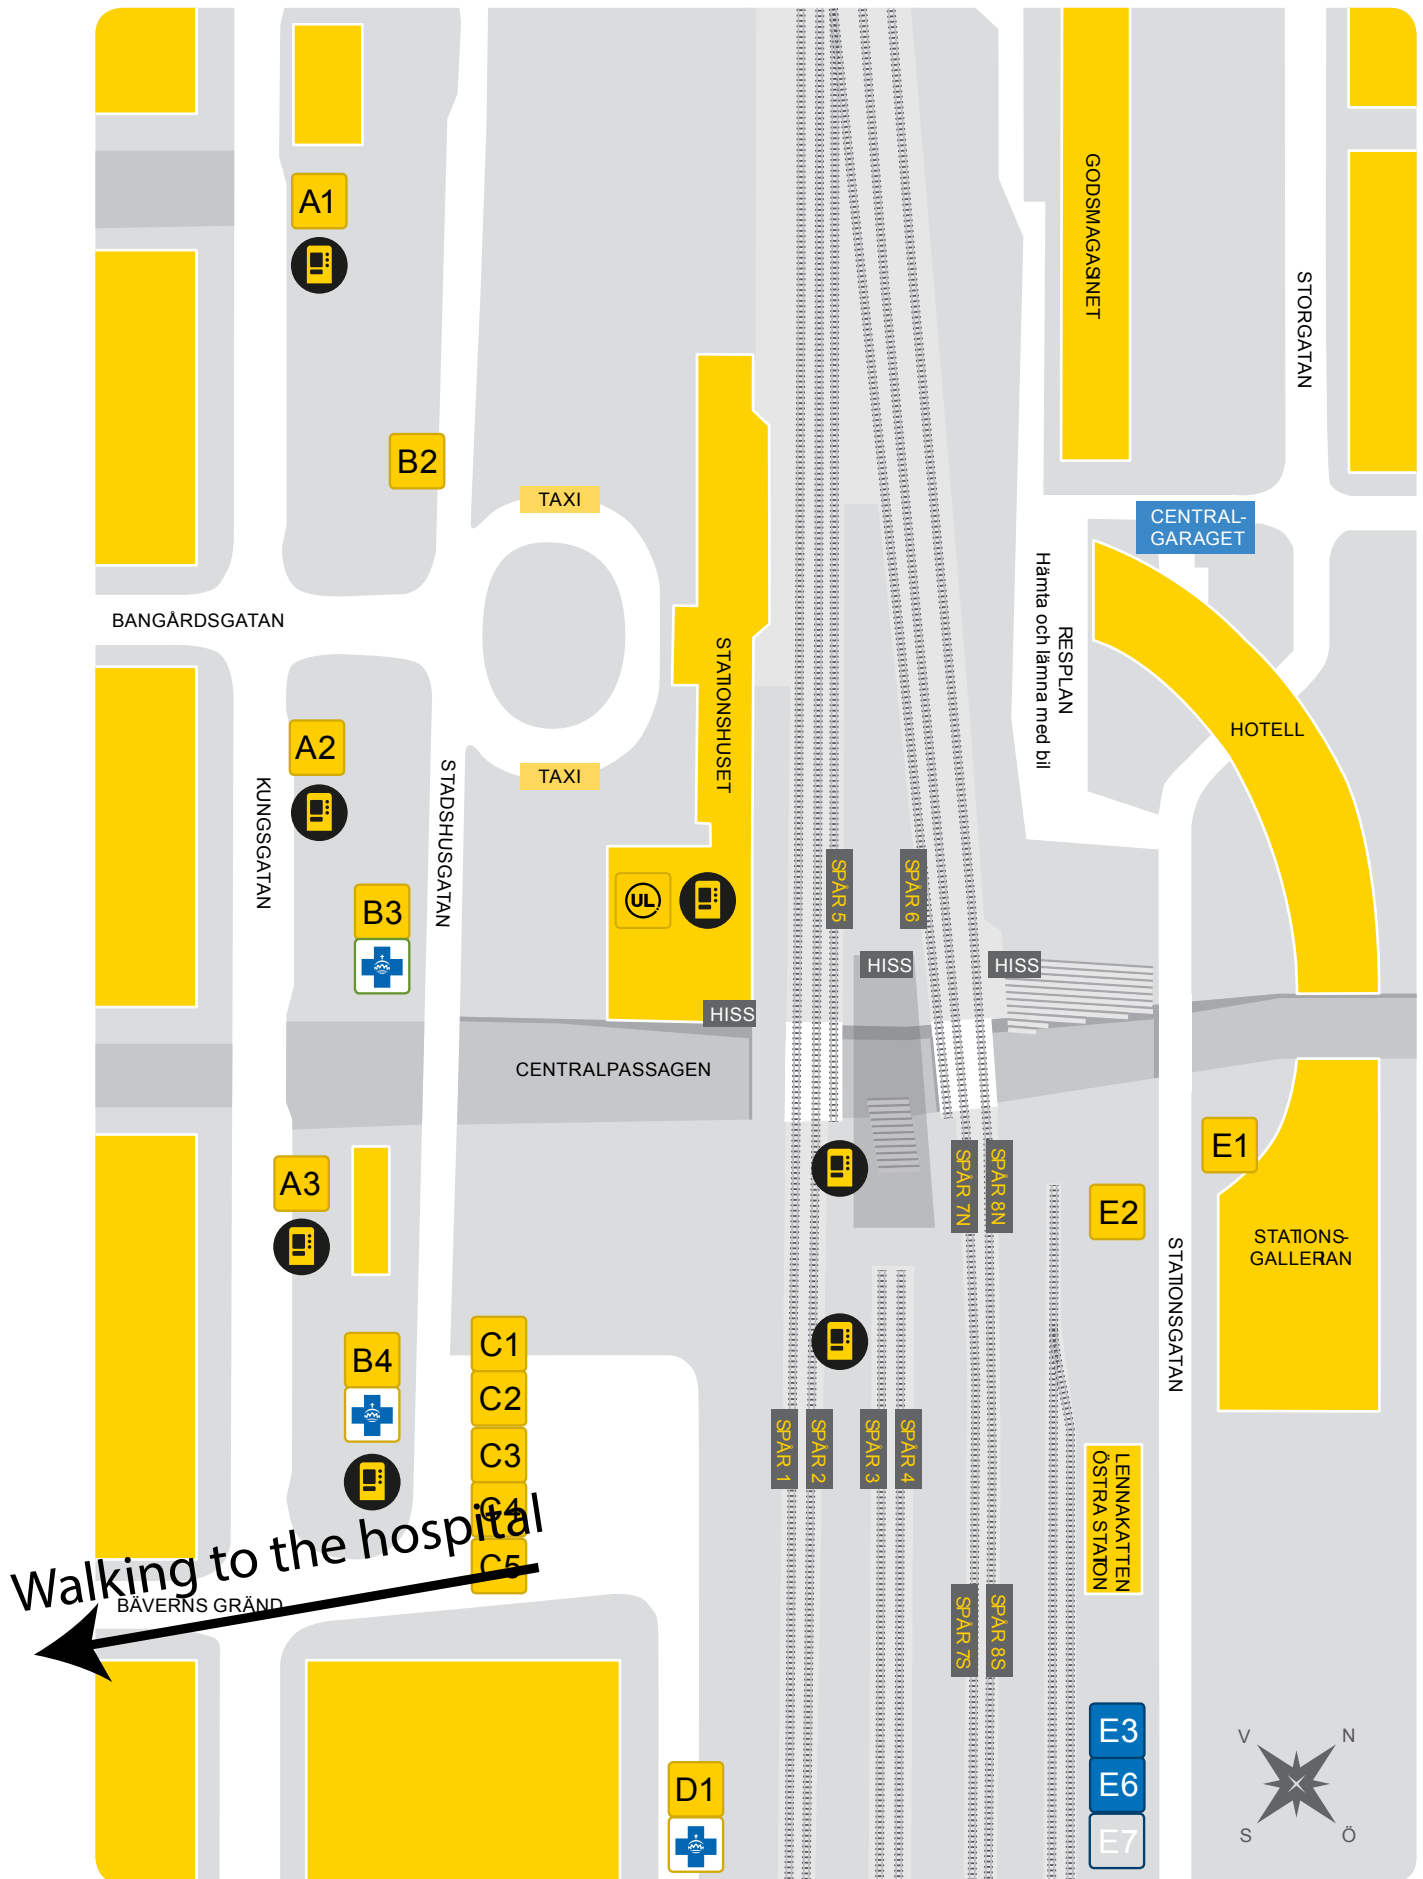 A1
GODSMAGASINET
STORGATAN
B2
TAXI
CENTRAL-
GARAGET
BANGÅRDSGATAN
RESPLAN
Hämta och lämna med bil
STATIONSHUSET
HOTELL
A2
TAXI
KUNGSGATAN
STADSHUSGATAN
B3
UL
SPÅR 5
SPÅR 6
HISS
HISS
HISS
CENTRALPASSAGEN
A3
E1
SPÅR 7N
SPÅR 8N
E2
STATIONS-
GALLERIAN
STATIONSGATAN
B4
C1
C2
C3
C4
C5
SPÅR 1
SPÅR 2
SPÅR 3
SPÅR 4
LENNAKATTEN
ÖSTRA STATION
Walking to the hospital
BÄVERNS GRÄND
SPÅR 7S
SPÅR 8S
E3
E6
E7
D1
V
N
S
Ö